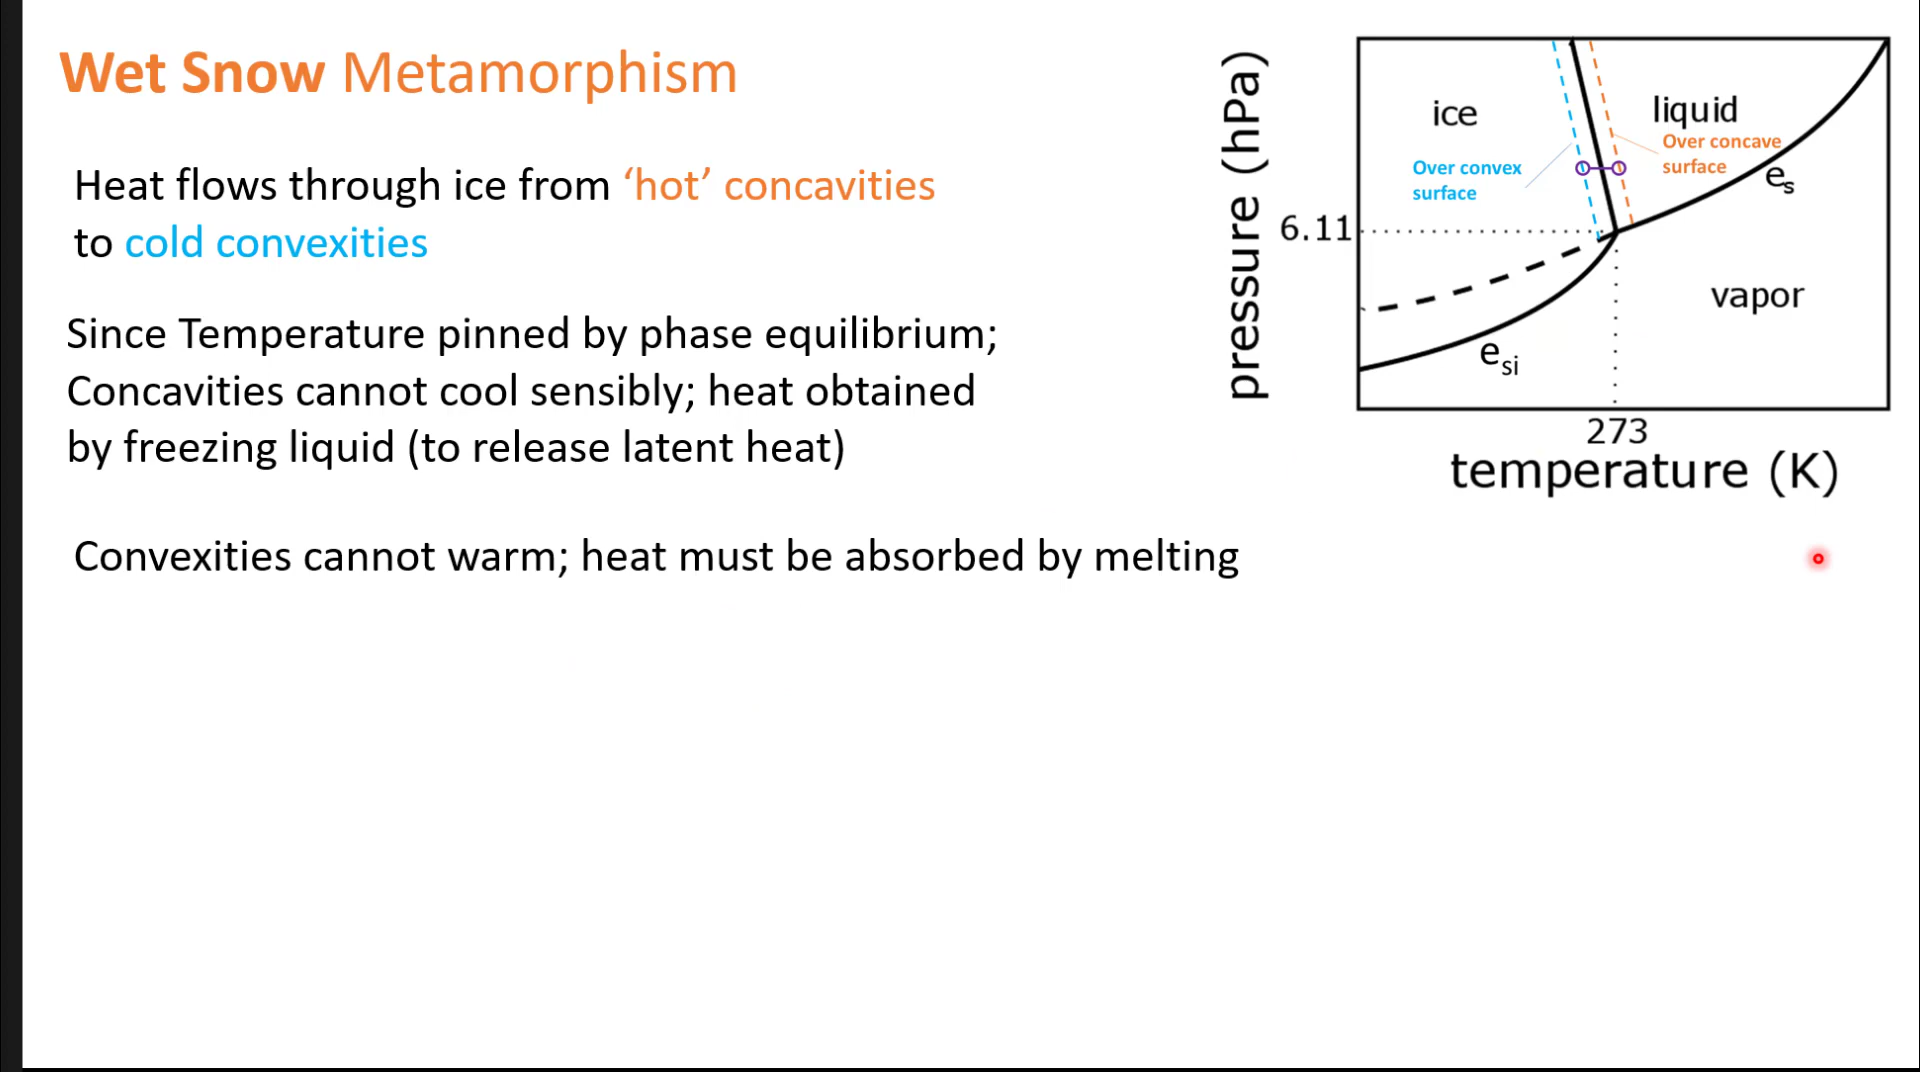 Wet Snow Metamorphism
Heat flows through ice from ‘hot’ concavities
to cold convexities
Since Temperature pinned by phase equilibrium;
Concavities cannot cool sensibly; heat obtained
by freezing liquid (to release latent heat)
Convexities cannot warm; heat must be absorbed by melting
pressure (hPa)
6.11
ice
liquid
Over convex
surface
Over concave
surface
es
vapor
esi
273
temperature (K)